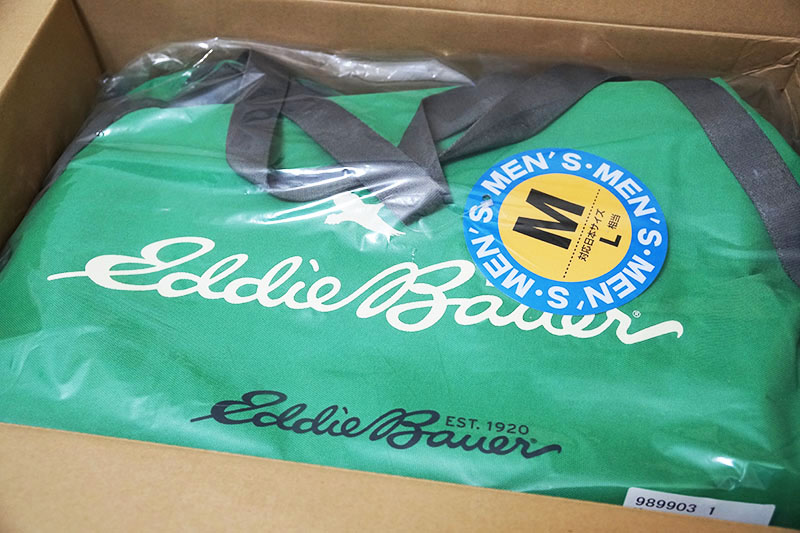 MEN'S・MEN'S・MEN'S・MEN'S・
M
対応日本サイズ
L 相当
Eddie Bauer®
Eddie Bauer®
EST. 1920
989903 1